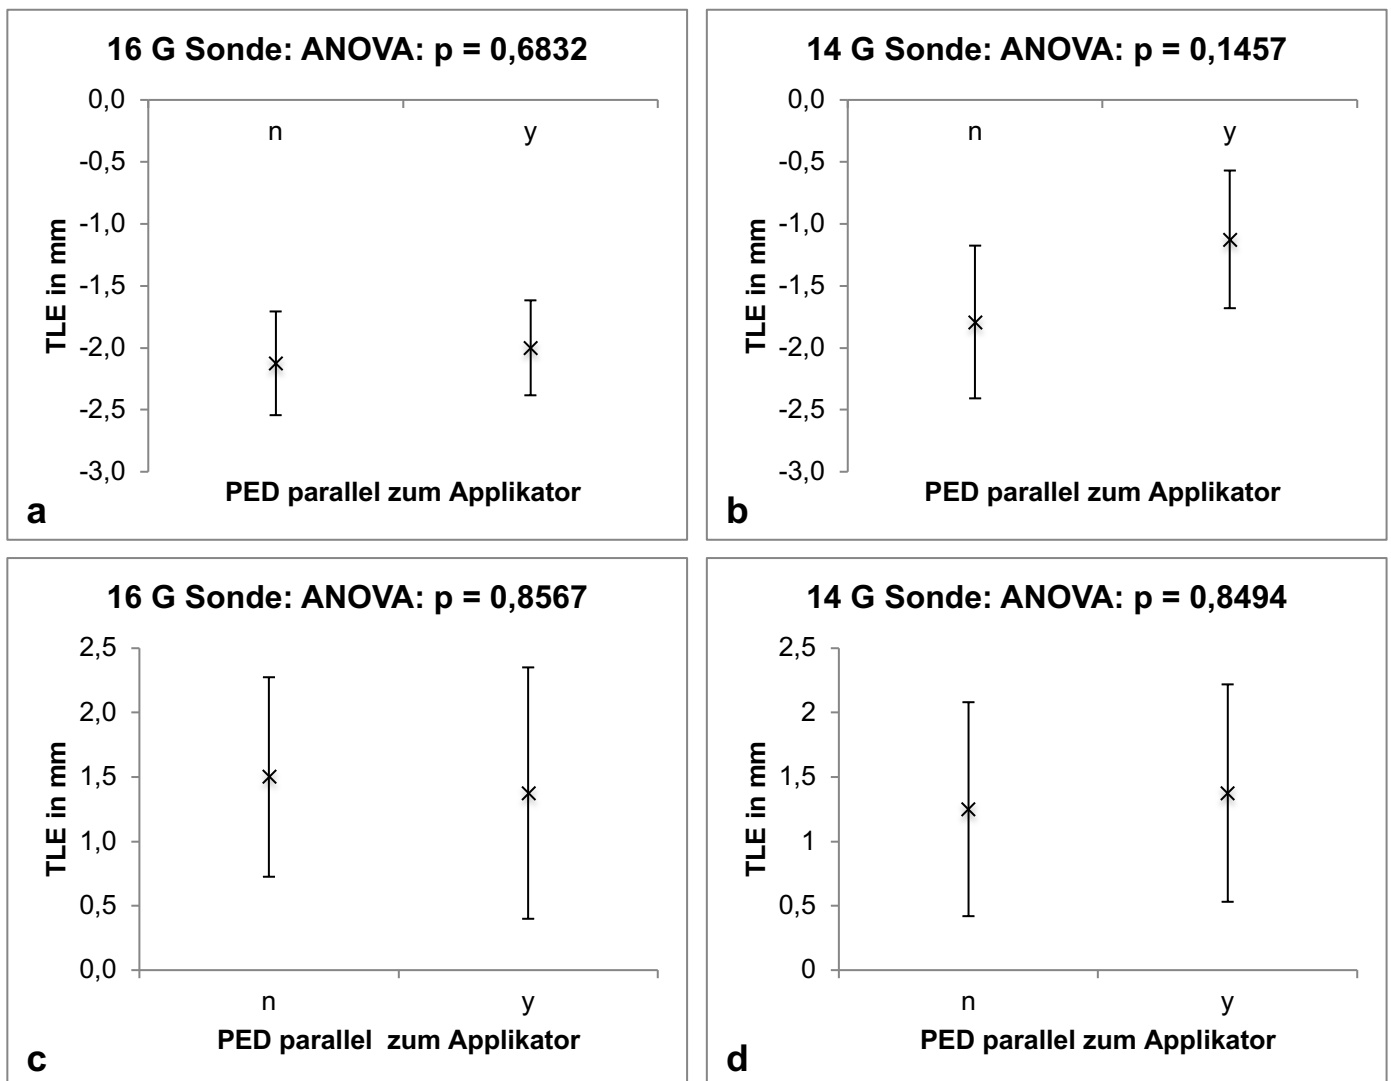 16 G Sonde: ANOVA: p = 0,6832
0,0
n
y
-0,5
-1,0
-1,5
-2,0
-2,5
-3,0
TLE in mm
PED parallel zum Applikator
a
14 G Sonde: ANOVA: p = 0,1457
0,0
n
y
-0,5
-1,0
-1,5
-2,0
-2,5
-3,0
TLE in mm
PED parallel zum Applikator
b
16 G Sonde: ANOVA: p = 0,8567
2,5
2,0
1,5
1,0
0,5
0,0
TLE in mm
n
y
PED parallel  zum Applikator
c
14 G Sonde: ANOVA: p = 0,8494
2,5
2
1,5
1
0,5
0
TLE in mm
n
y
PED parallel zum Applikator
d